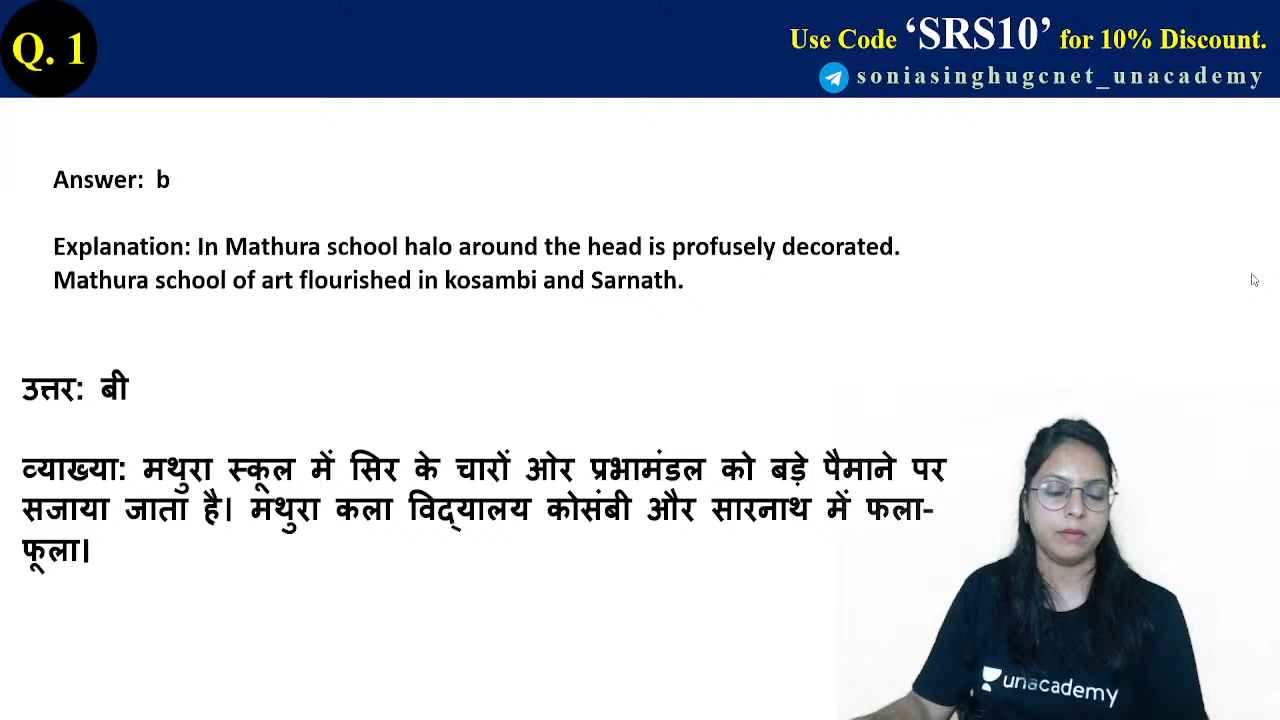 Q. 1
Use Code ‘SRS10’ for 10% Discount.
soniasinghugcnet_unacademy
Answer: b
Explanation: In Mathura school halo around the head is profusely decorated.
Mathura school of art flourished in kosambi and Sarnath.
उत्तर: बी
व्याख्या: मथुरा स्कूल में सिर के चारों ओर प्रभामंडल को बड़े पैमाने पर
सजाया जाता है। मथुरा कला विद्यालय कोसंबी और सारनाथ में फला-
फूला।
unacademy